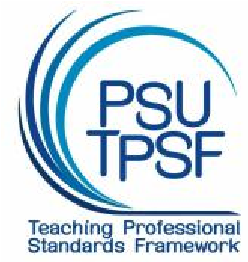 PSU
TPSF
Teaching Professional
Standards Framework